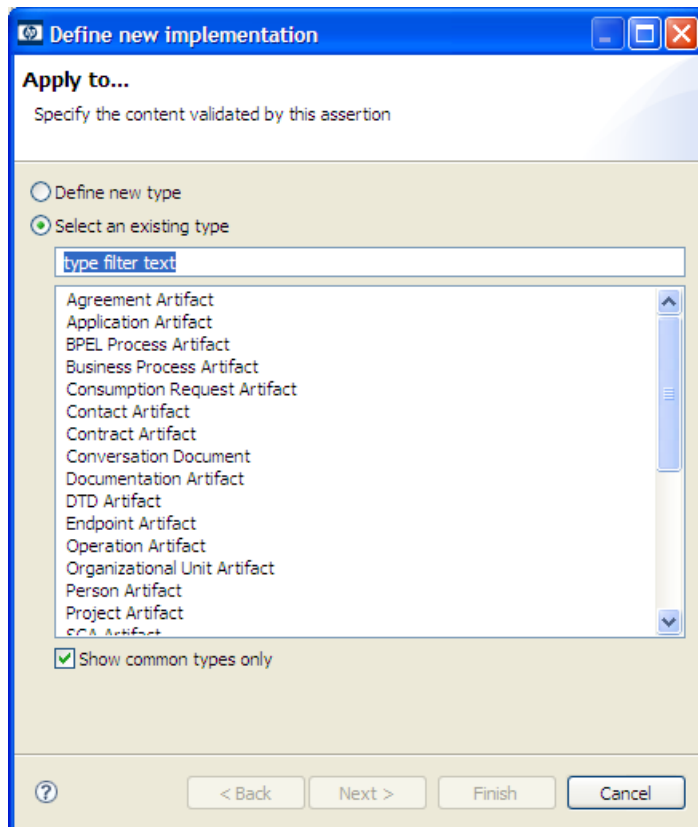 Define new implementation
Apply to...
Specify the content validated by this assertion
Define new type
Select an existing type
type filter text
Agreement Artifact
Application Artifact
BPEL Process Artifact
Business Process Artifact
Consumption Request Artifact
Contact Artifact
Contract Artifact
Conversation Document
Documentation Artifact
DTD Artifact
Endpoint Artifact
Operation Artifact
Organizational Unit Artifact
Person Artifact
Project Artifact
SCA Artifact
Show common types only
< Back Next > Finish Cancel